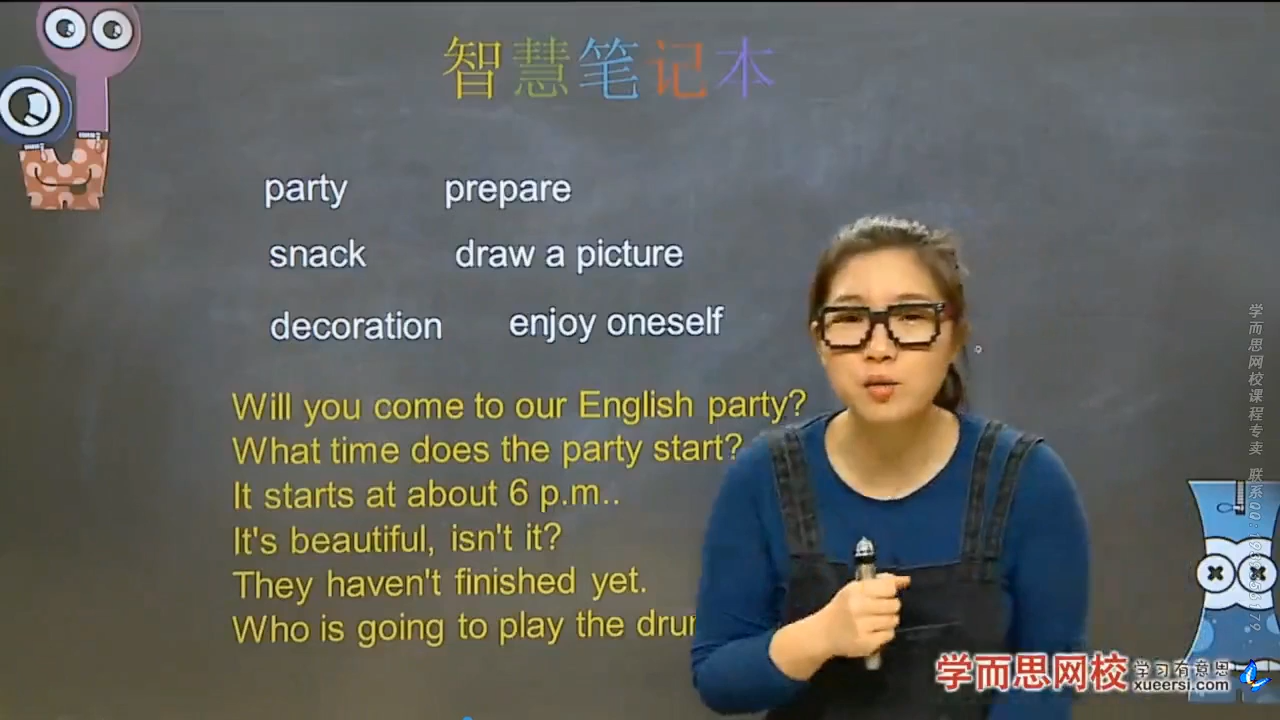 智慧笔记本
party prepare
snack draw a picture
decoration enjoy oneself
Will you come to our English party?
What time does the party start?
It starts at about 6 p.m..
It's beautiful, isn't it?
They haven't finished yet.
Who is going to play the
学而思网校课程专卖 联系QQ:
学而思网校 学习有意思
xueersi.com